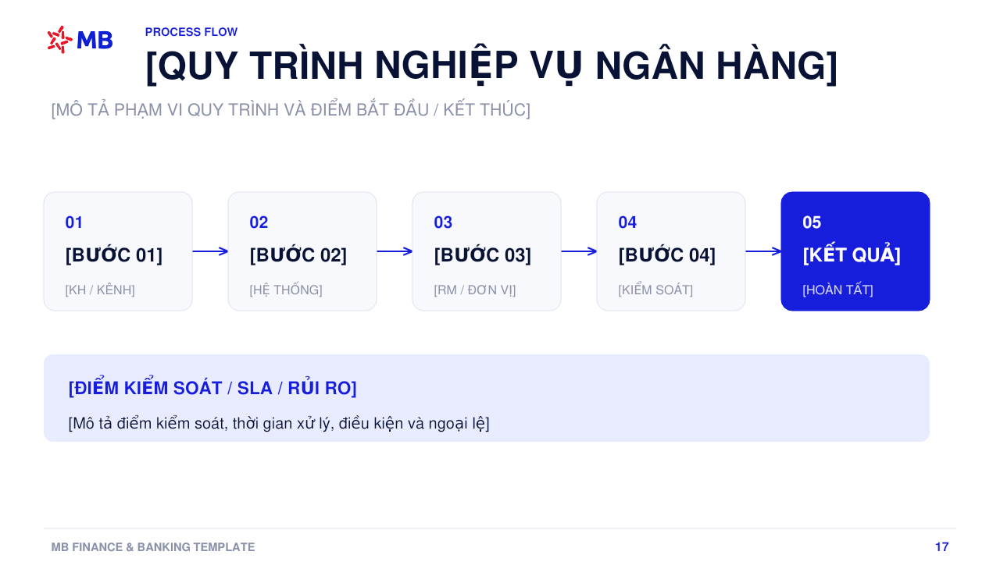 MB
PROCESS FLOW
[QUY TRÌNH NGHIỆP VỤ NGÂN HÀNG]
[MÔ TẢ PHẠM VI QUY TRÌNH VÀ ĐIỂM BẮT ĐẦU / KẾT THÚC]
01
[BƯỚC 01]
[KH / KÊNH]
02
[BƯỚC 02]
[HỆ THỐNG]
03
[BƯỚC 03]
[RM / ĐƠN VỊ]
04
[BƯỚC 04]
[KIỂM SOÁT]
05
[KẾT QUẢ]
[HOÀN TẤT]
[ĐIỂM KIỂM SOÁT / SLA / RỦI RO]
[Mô tả điểm kiểm soát, thời gian xử lý, điều kiện và ngoại lệ]
MB FINANCE & BANKING TEMPLATE
17